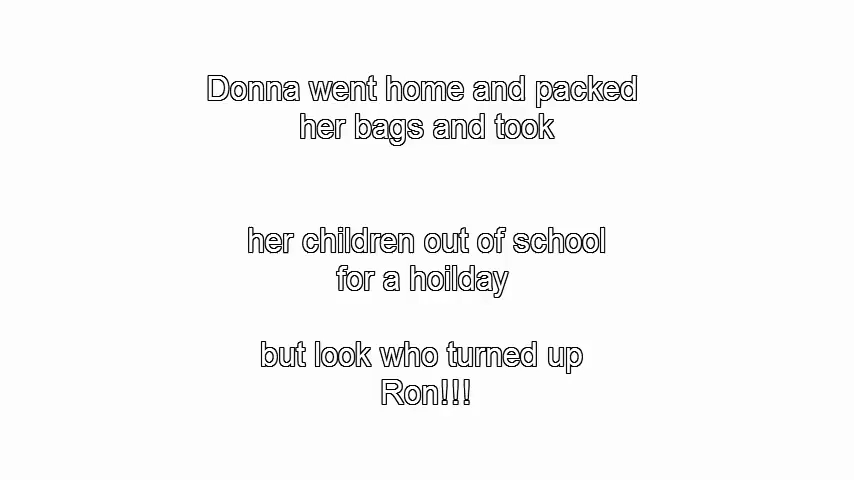 Donna went home and packed
her bags and took
her children out of school
for a hoilday
but look who turned up
Ron!!!